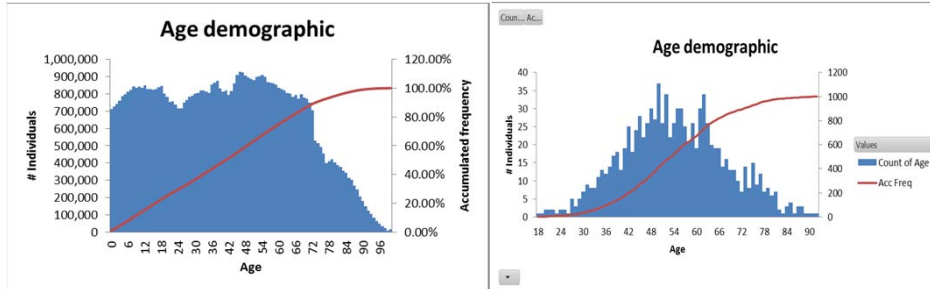 Age demographic
# Individuals
1,000,000
900,000
800,000
700,000
600,000
500,000
400,000
300,000
200,000
100,000
0
120.00%
100.00%
80.00%
60.00%
40.00%
20.00%
0.00%
Accumulated frequency
0 6 12 18 24 30 36 42 48 54 60 66 72 78 84 90 96
Age
Coun... Ac...
Age demographic
# Individuals
40
35
30
25
20
15
10
5
0
1200
1000
800
600
400
200
0
18 24 30 36 42 48 54 60 66 72 78 84 90
Age
Values
Count of Age
Acc Freq